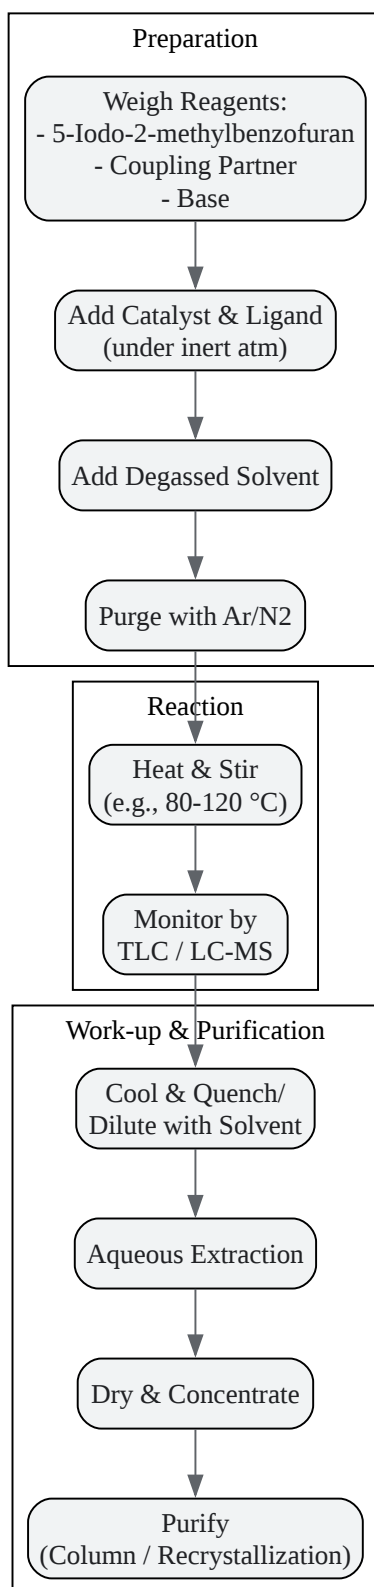 Preparation
Weigh Reagents:
- 5-Iodo-2-methylbenzofuran
- Coupling Partner
- Base
Add Catalyst & Ligand
(under inert atm)
Add Degassed Solvent
Purge with Ar/N2
Reaction
Heat & Stir
(e.g., 80-120 °C)
Monitor by
TLC / LC-MS
Work-up & Purification
Cool & Quench/
Dilute with Solvent
Aqueous Extraction
Dry & Concentrate
Purify
(Column / Recrystallization)